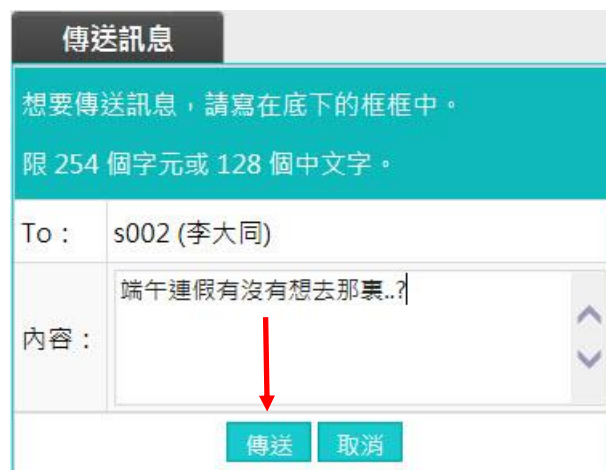 傳送訊息
想要傳送訊息，請寫在底下的框框中。
限 254 個字元或 128 個中文字。
To： s002 (李大同)
內容： 端午連假有沒有想去那裏..?
傳送 取消